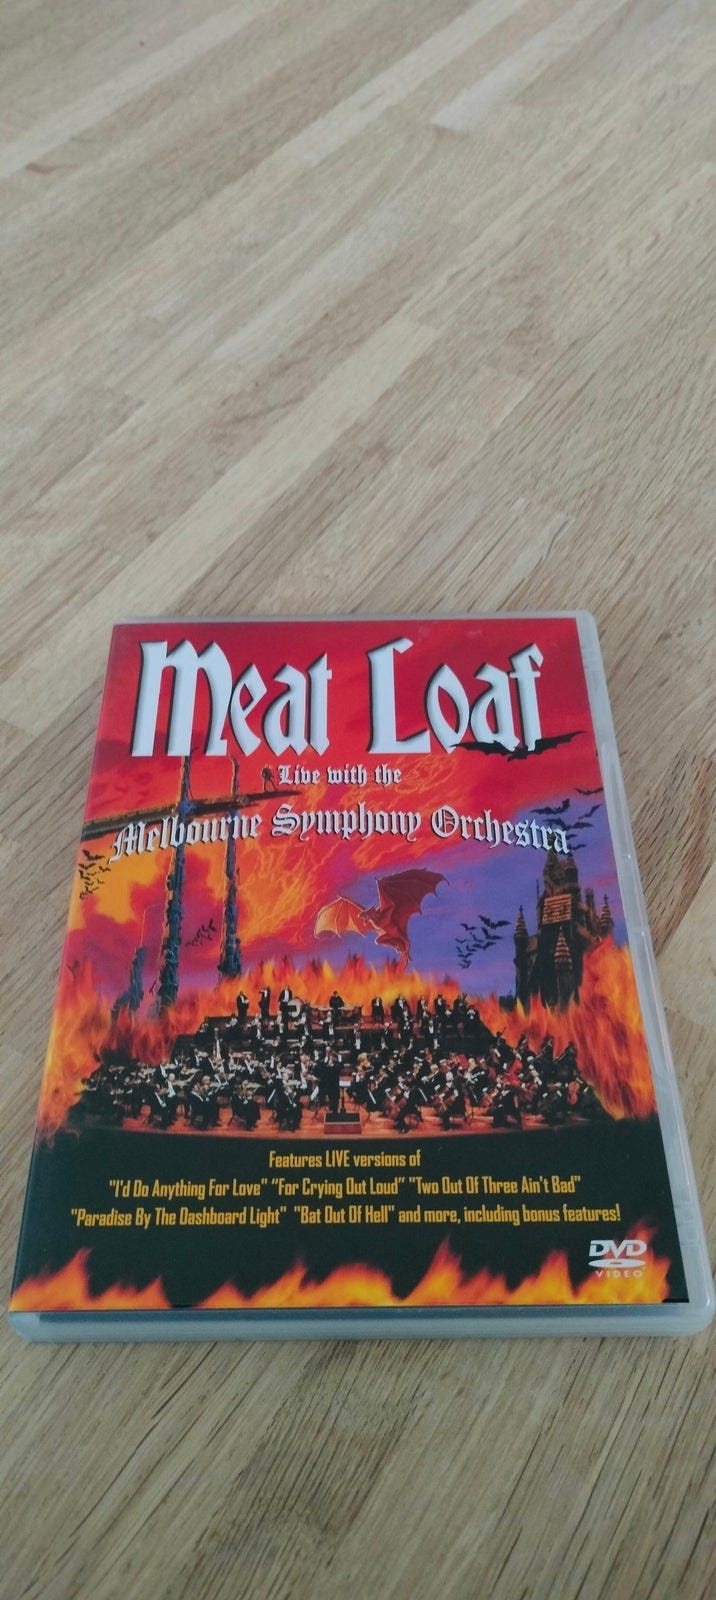 Meat Loaf
Live with the
Melbourne Symphony Orchestra
Features LIVE versions of
"I'd Do Anything For Love" "For Crying Out Loud" "Two Out Of Three Ain't Bad"
"Paradise By The Dashboard Light" "Bat Out Of Hell" and more, including bonus features!
DVD
VIDEO